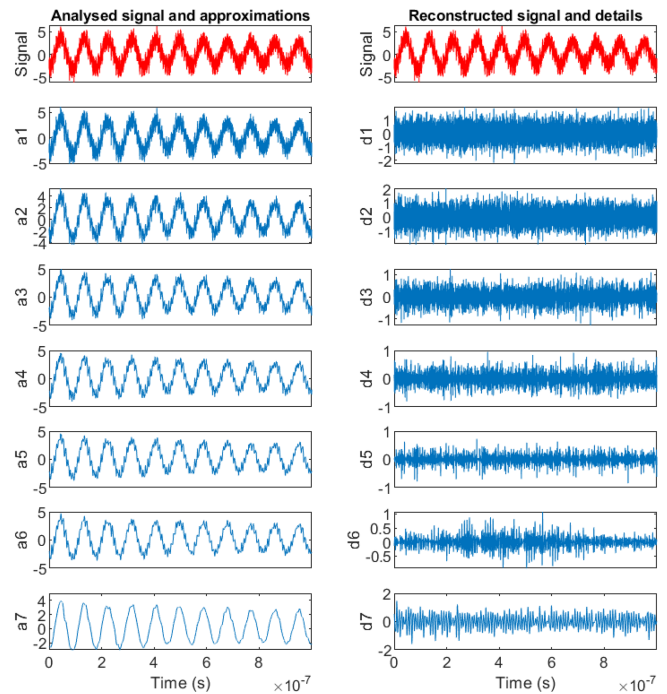 Analysed signal and approximations
Signal
5
0
-5
a1
5
0
-5
a2
4
2
0
-2
-4
a3
5
0
-5
a4
5
0
-5
a5
5
0
-5
a6
5
0
-5
a7
4
2
0
-2
0 2 4 6 8
Time (s)
×10⁻⁷
Reconstructed signal and details
Signal
5
0
-5
d1
1
0
-1
-2
d2
2
1
0
-1
d3
1
0
-1
d4
1
0
-1
d5
1
0
-1
d6
1
0.5
0
-0.5
d7
2
0
-2
0 2 4 6 8
Time (s)
×10⁻⁷